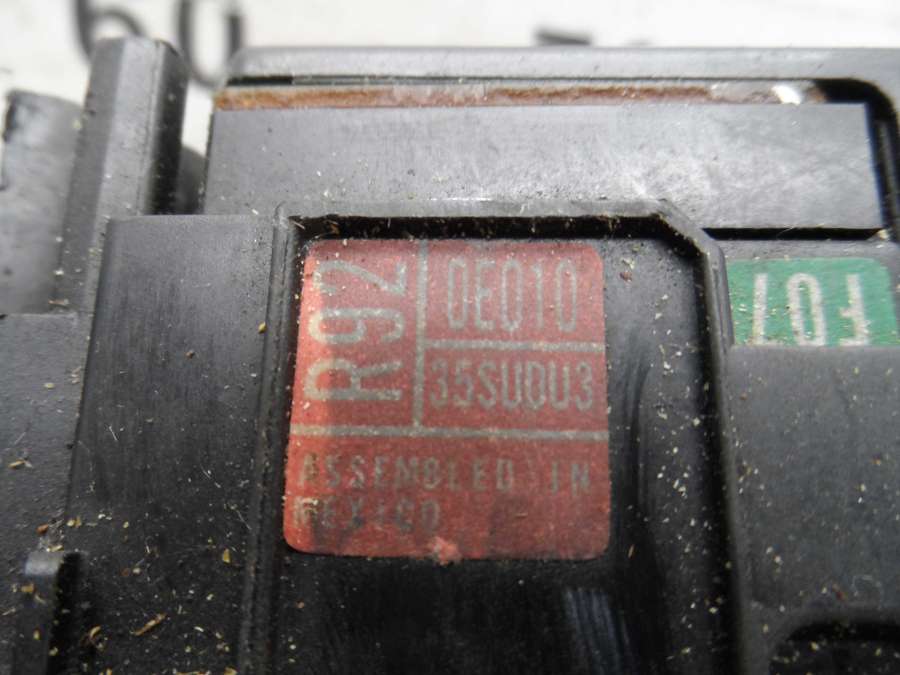 R92
0E010
35SU0U3
ASSEMBLED IN
MEXICO
F07